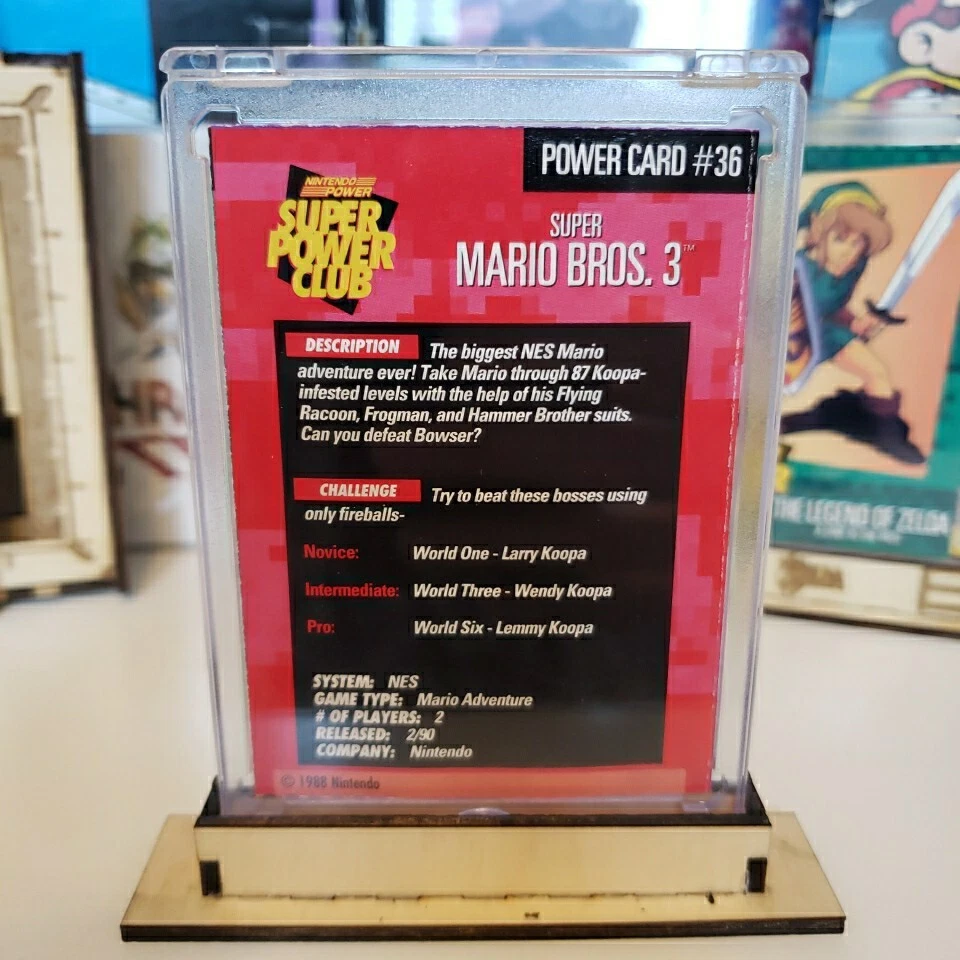 POWER CARD #36
NINTENDO
POWER
SUPER
POWER
CLUB
SUPER
MARIO BROS. 3™
DESCRIPTION The biggest NES Mario
adventure ever! Take Mario through 87 Koopa-
infested levels with the help of his Flying
Racoon, Frogman, and Hammer Brother suits.
Can you defeat Bowser?
CHALLENGE Try to beat these bosses using
only fireballs-
Novice: World One - Larry Koopa
Intermediate: World Three - Wendy Koopa
Pro: World Six - Lemmy Koopa
SYSTEM: NES
GAME TYPE: Mario Adventure
# OF PLAYERS: 2
RELEASED: 2/90
COMPANY: Nintendo
© 1988 Nintendo
THE LEGEND OF ZELDA